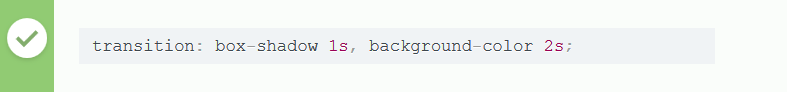 transition: box-shadow 1s, background-color 2s;